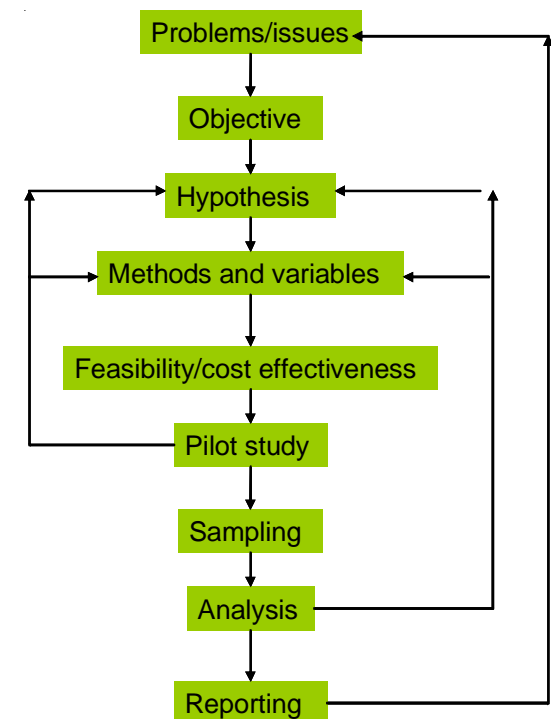 Problems/issues
Objective
Hypothesis
Methods and variables
Feasibility/cost effectiveness
Pilot study
Sampling
Analysis
Reporting